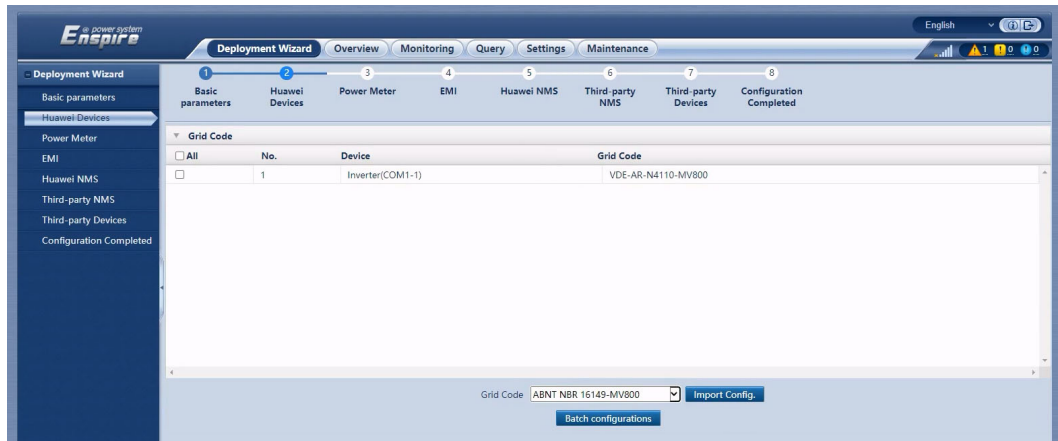 @ power system
Enspire
English
Deployment Wizard Overview Monitoring Query Settings Maintenance
1 0 0
Deployment Wizard
Basic parameters
Huawei Devices
Power Meter
EMI
Huawei NMS
Third-party NMS
Third-party Devices
Configuration Completed
1 2 3 4 5 6 7 8
Basic parameters Huawei Devices Power Meter EMI Huawei NMS Third-party NMS Third-party Devices Configuration Completed
Grid Code
All No. Device Grid Code
1 Inverter(COM1-1) VDE-AR-N4110-MV800
Grid Code ABNT NBR 16149-MV800 Import Config.
Batch configurations